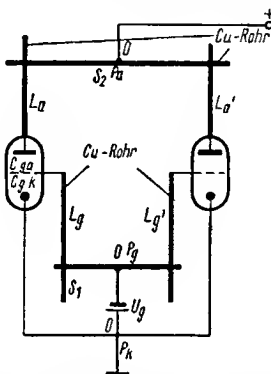 +
0
Cu-Rohr
S2 Pa
La
La'
Cu-Rohr
Cga
Cgk
Lg
Lg'
0 Pg
S1
Ug
0
Pk